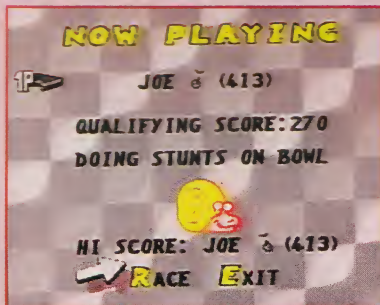 NOW PLAYING
1P JOE ♂ (413)
QUALIFYING SCORE: 270
DOING STUNTS ON BOWL
HI SCORE: JOE ♂ (413)
RACE EXIT